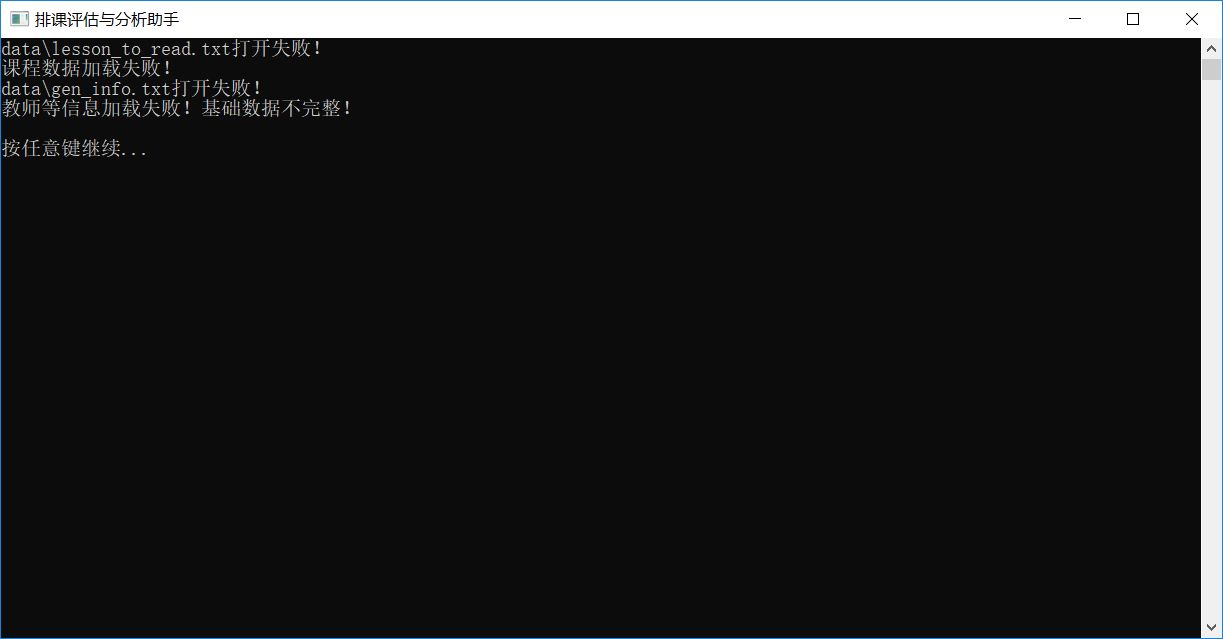 排课评估与分析助手
data\lesson_to_read.txt打开失败！
课程数据加载失败！
data\gen_info.txt打开失败！
教师等信息加载失败！基础数据不完整！
按任意键继续...